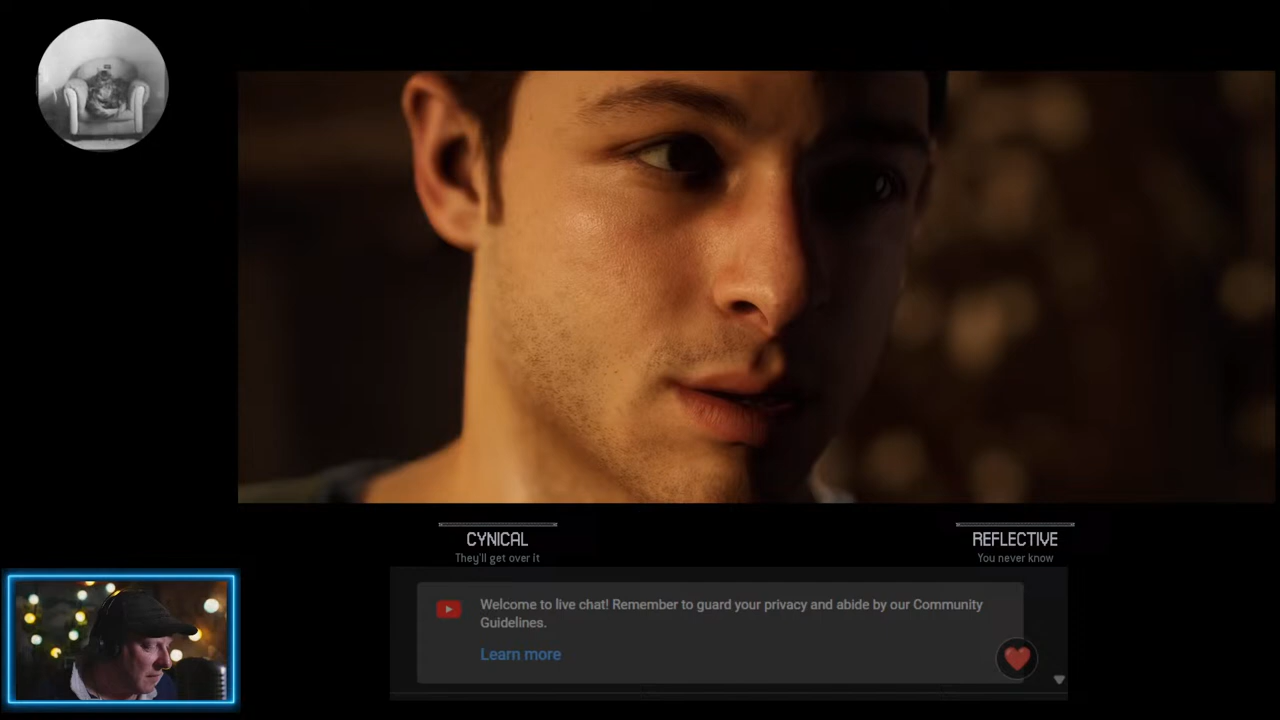 CYNICAL
They'll get over it
REFLECTIVE
You never know
Welcome to live chat! Remember to guard your privacy and abide by our Community
Guidelines.
Learn more